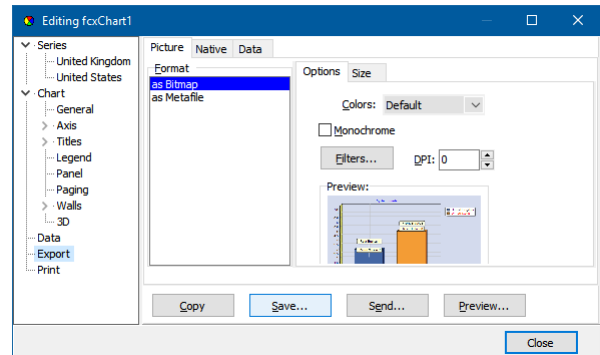 Editing fcxChart1
Series
United Kingdom
United States
Chart
General
Axis
Titles
Legend
Panel
Paging
Walls
3D
Data
Export
Print
Picture Native Data
Format
as Bitmap
as Metafile
Options Size
Colors: Default
Monochrome
Filters... DPI: 0
Preview:
Copy Save... Send... Preview...
Close